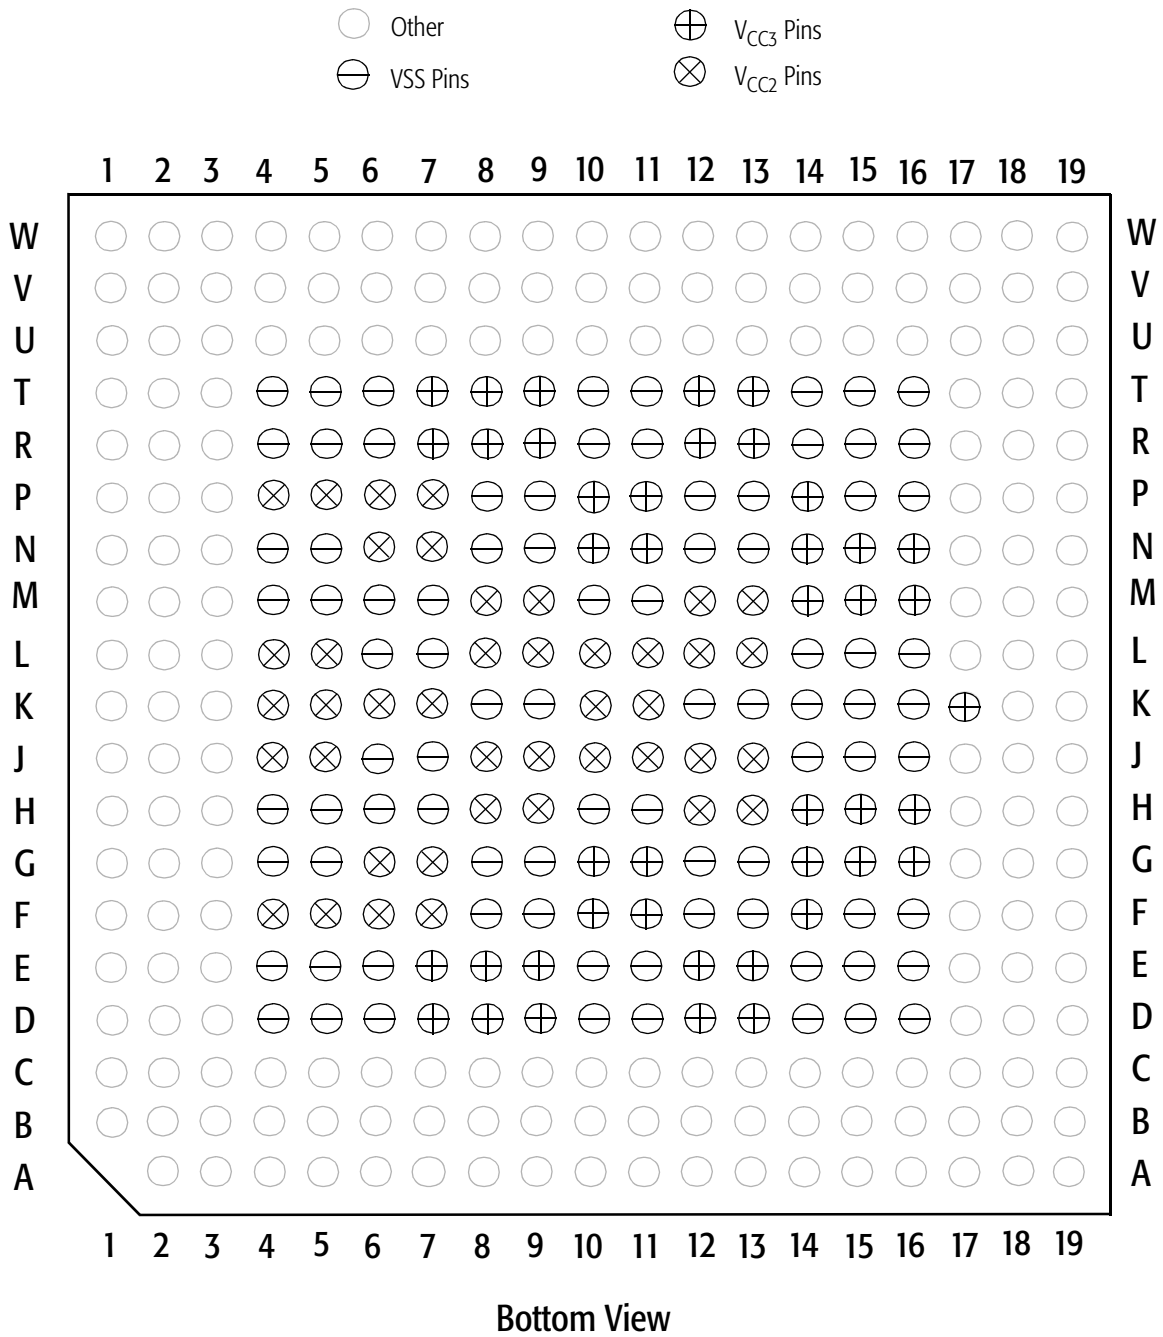 Other
VSS Pins
VCC3 Pins
VCC2 Pins
1 2 3 4 5 6 7 8 9 10 11 12 13 14 15 16 17 18 19
W W
V V
U U
T T
R R
P P
N N
M M
L L
K K
J J
H H
G G
F F
E E
D D
C C
B B
A A
1 2 3 4 5 6 7 8 9 10 11 12 13 14 15 16 17 18 19
Bottom View